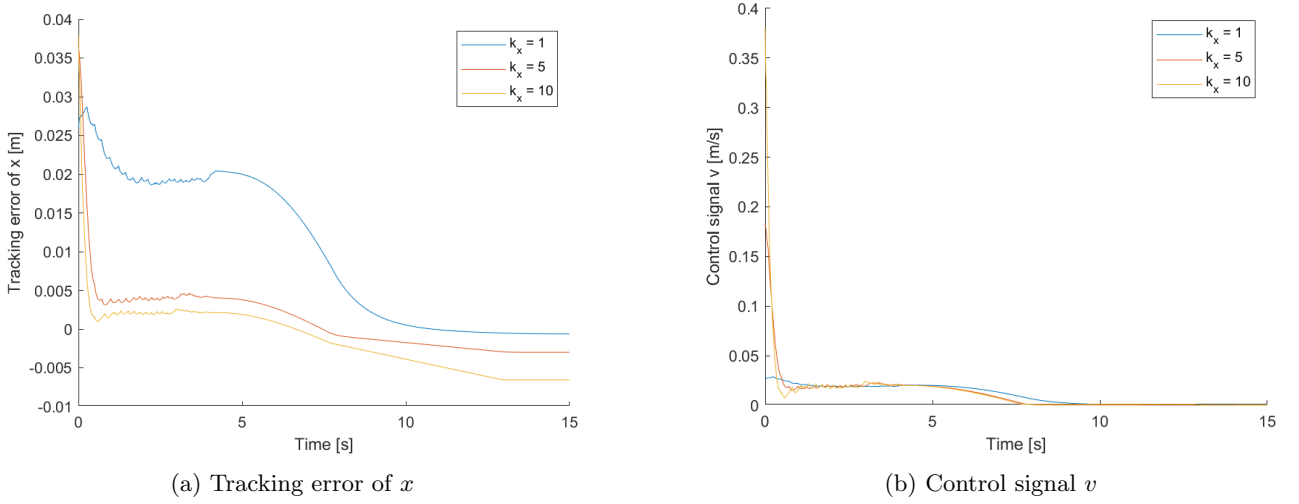 0.04
0.035
0.03
0.025
0.02
0.015
0.01
0.005
0
-0.005
-0.01
Tracking error of x [m]
0
5
10
15
Time [s]
k_x = 1
k_x = 5
k_x = 10
(a) Tracking error of x
0.4
0.35
0.3
0.25
0.2
0.15
0.1
0.05
0
Control signal v [m/s]
0
5
10
15
Time [s]
k_x = 1
k_x = 5
k_x = 10
(b) Control signal v